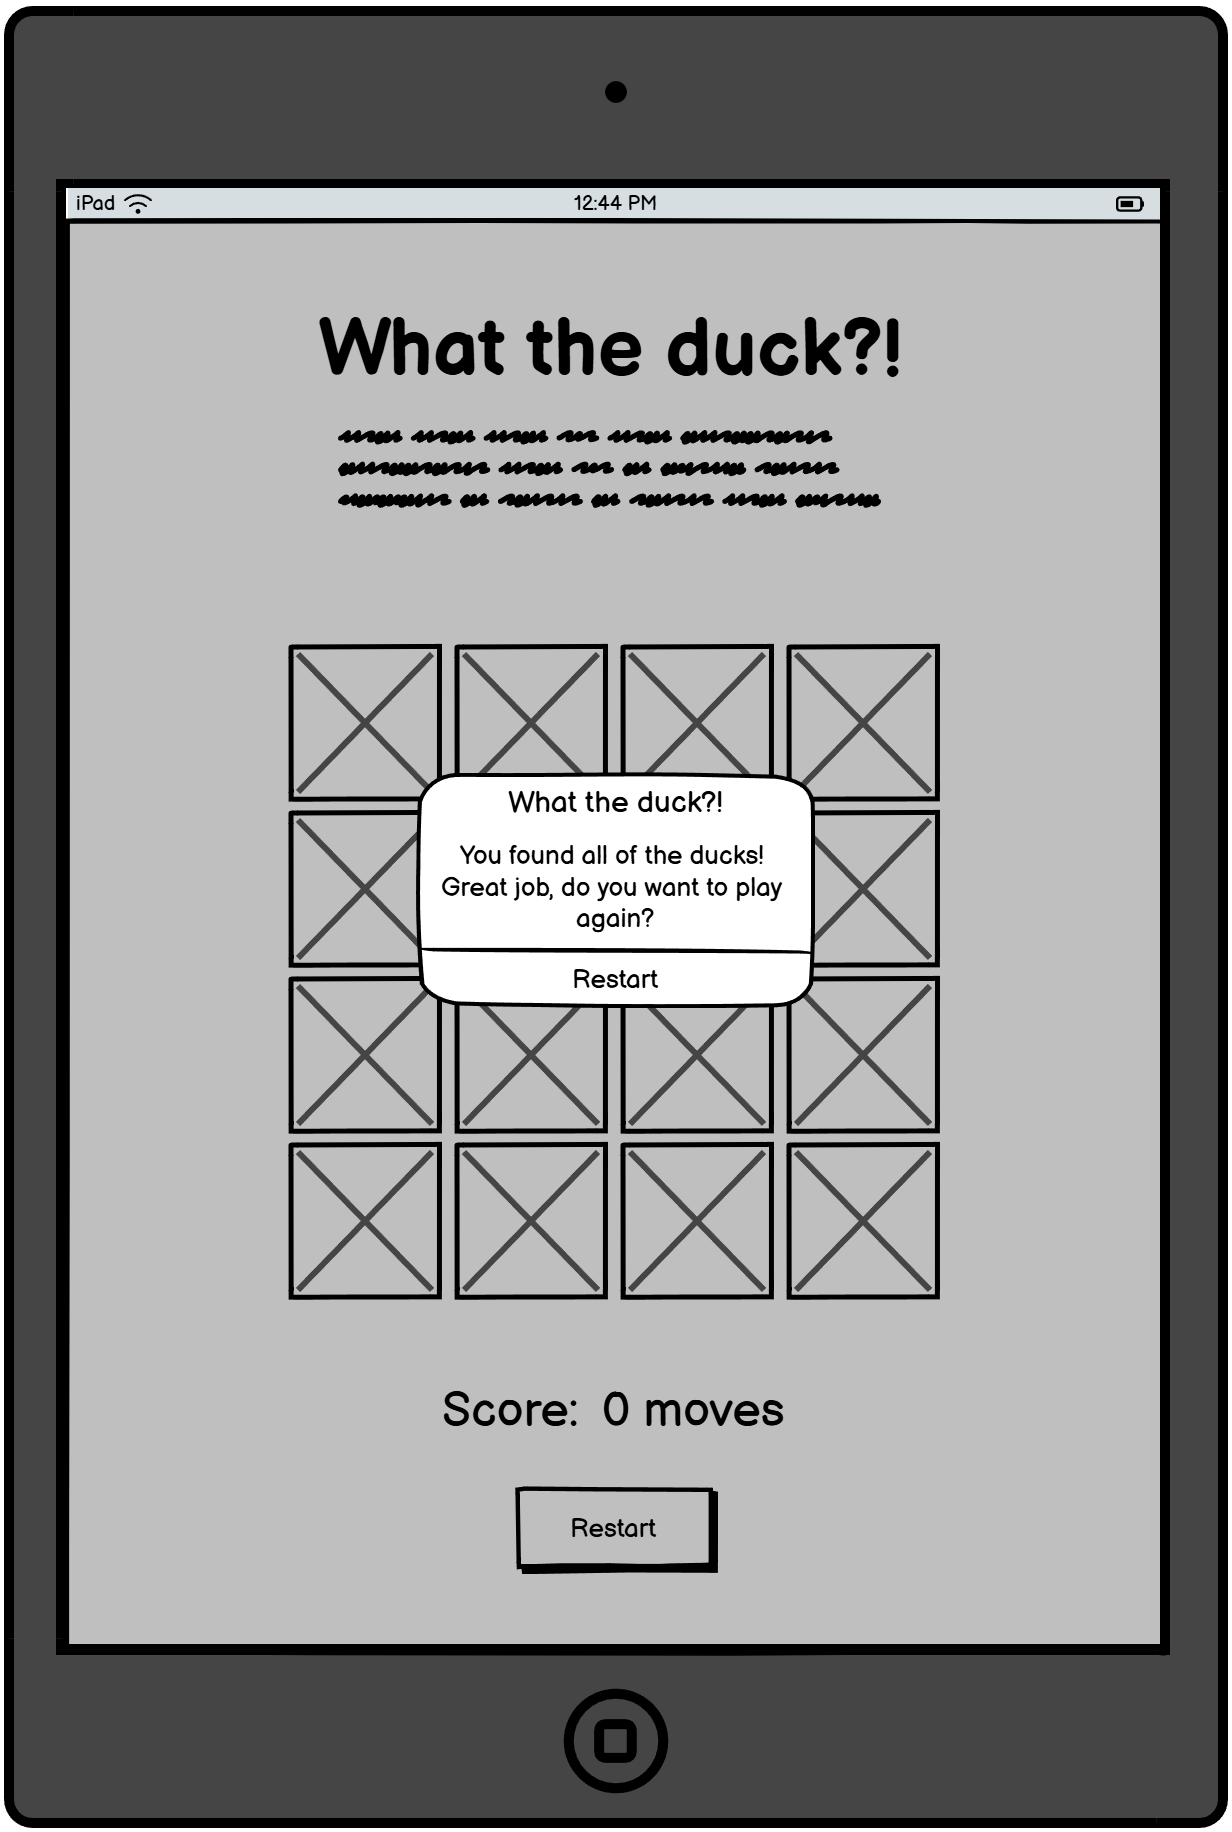 iPad 12:44 PM
What the duck?!
What the duck?!
You found all of the ducks!
Great job, do you want to play
again?
Restart
Score: 0 moves
Restart